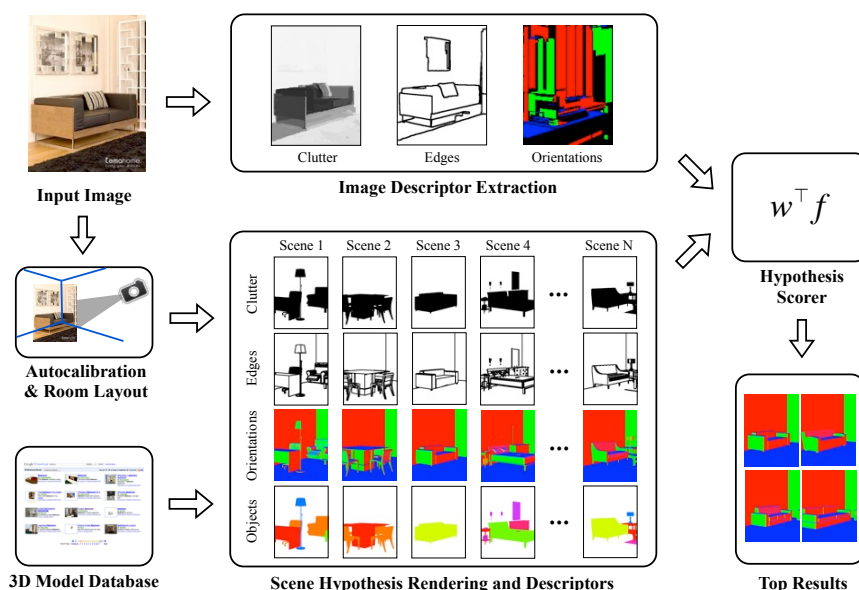 Clutter
Edges
Orientations
Image Descriptor Extraction
Input Image
w⊤f
Hypothesis
Scorer
Scene 1
Scene 2
Scene 3
Scene 4
Scene N
Clutter
Edges
Orientations
Objects
...
...
...
...
Autocalibration
& Room Layout
3D Model Database
Scene Hypothesis Rendering and Descriptors
Top Results